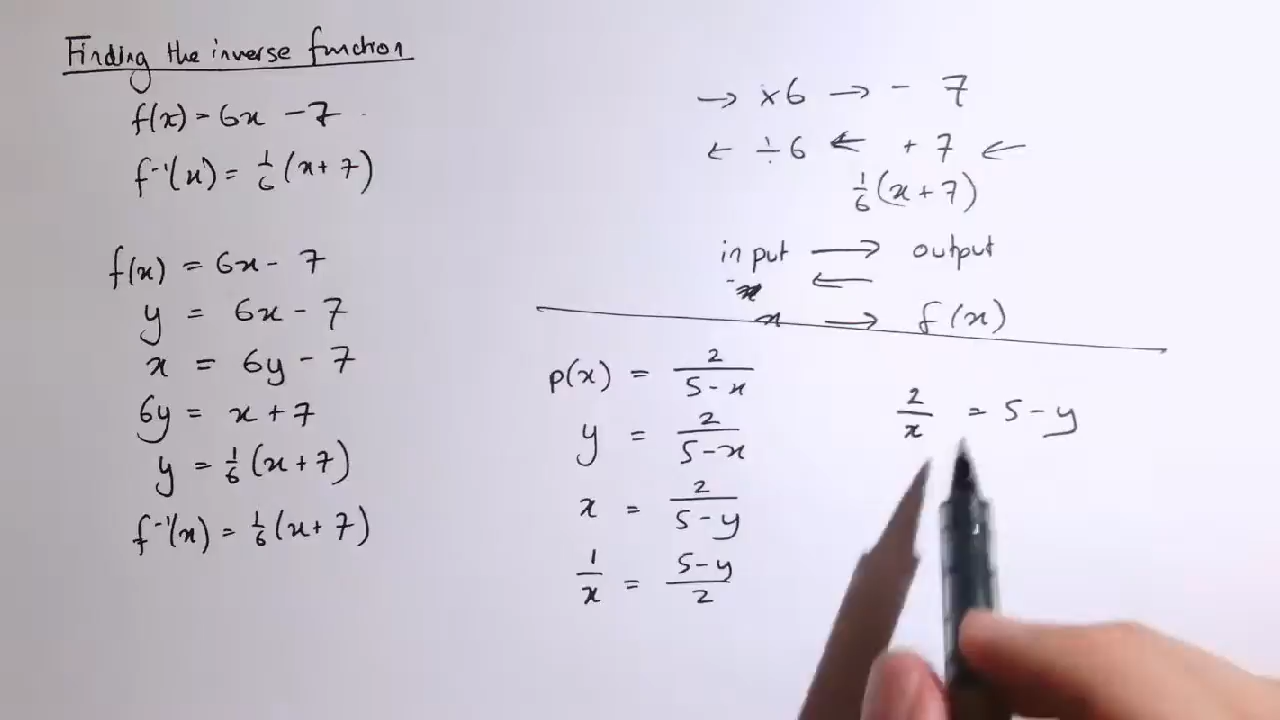 Finding the inverse function
f(x) = 6x - 7
f⁻¹(x) = 1/6 (x + 7)
f(x) = 6x - 7
y = 6x - 7
x = 6y - 7
6y = x + 7
y = 1/6 (x + 7)
f⁻¹(x) = 1/6 (x + 7)
→ ×6 → - 7
← ÷6 ← + 7 ←
1/6 (x + 7)
input → output
←
x → f(x)
p(x) = 2/(5 - x)
y = 2/(5 - x)
x = 2/(5 - y)
1/x = (5 - y)/2
2/x = 5 - y